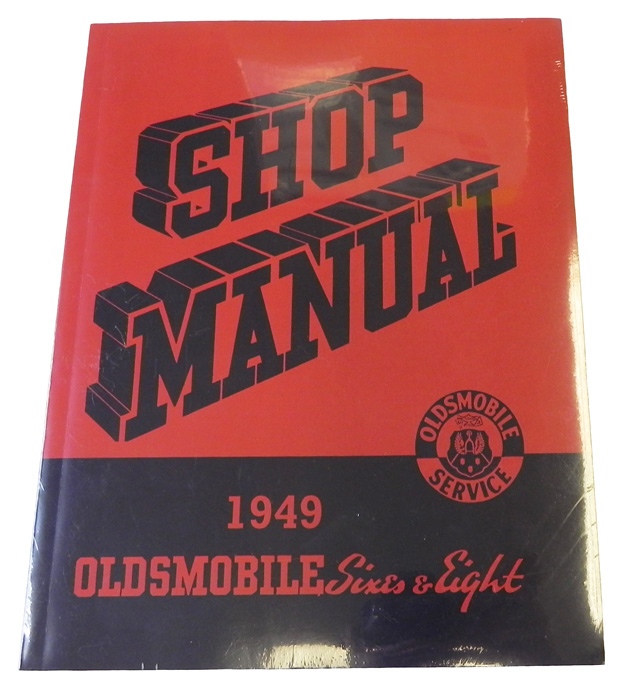 SHOP
MANUAL
OLDSMOBILE
SERVICE
1949
OLDSMOBILE Sixes & Eight